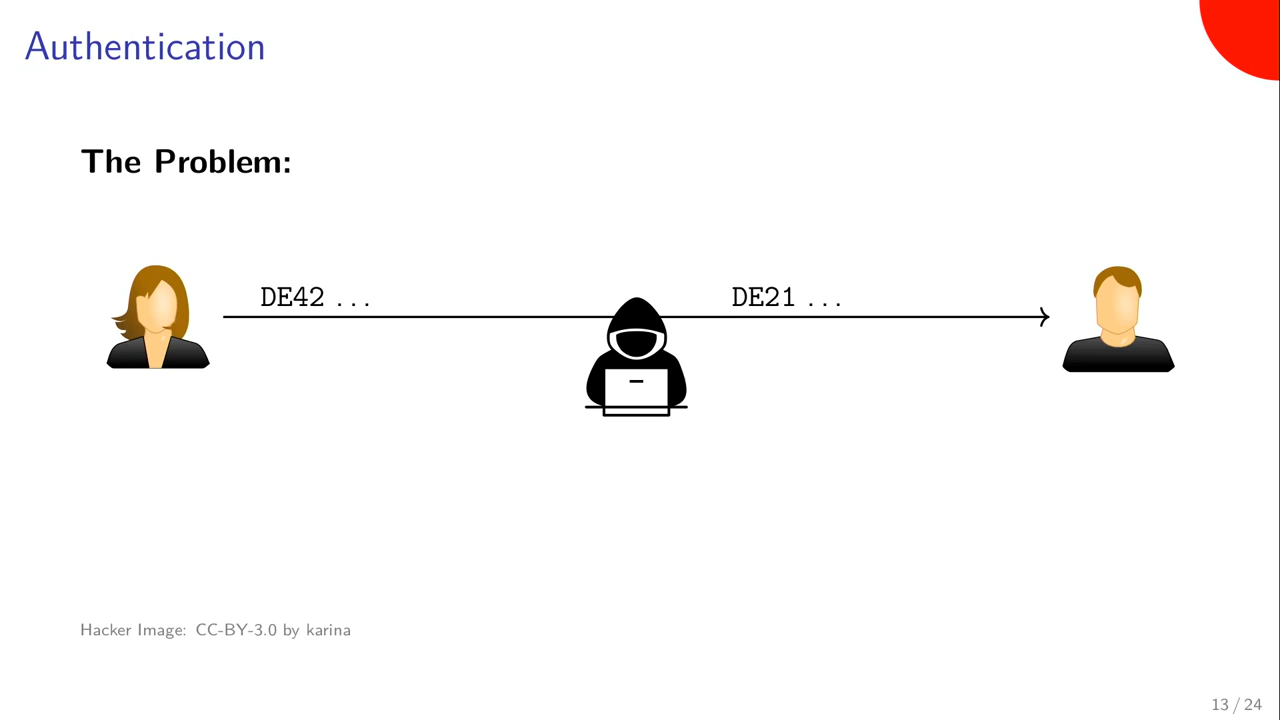 Authentication
The Problem:
DE42 ...
DE21 ...
Hacker Image: CC-BY-3.0 by karina
13 / 24